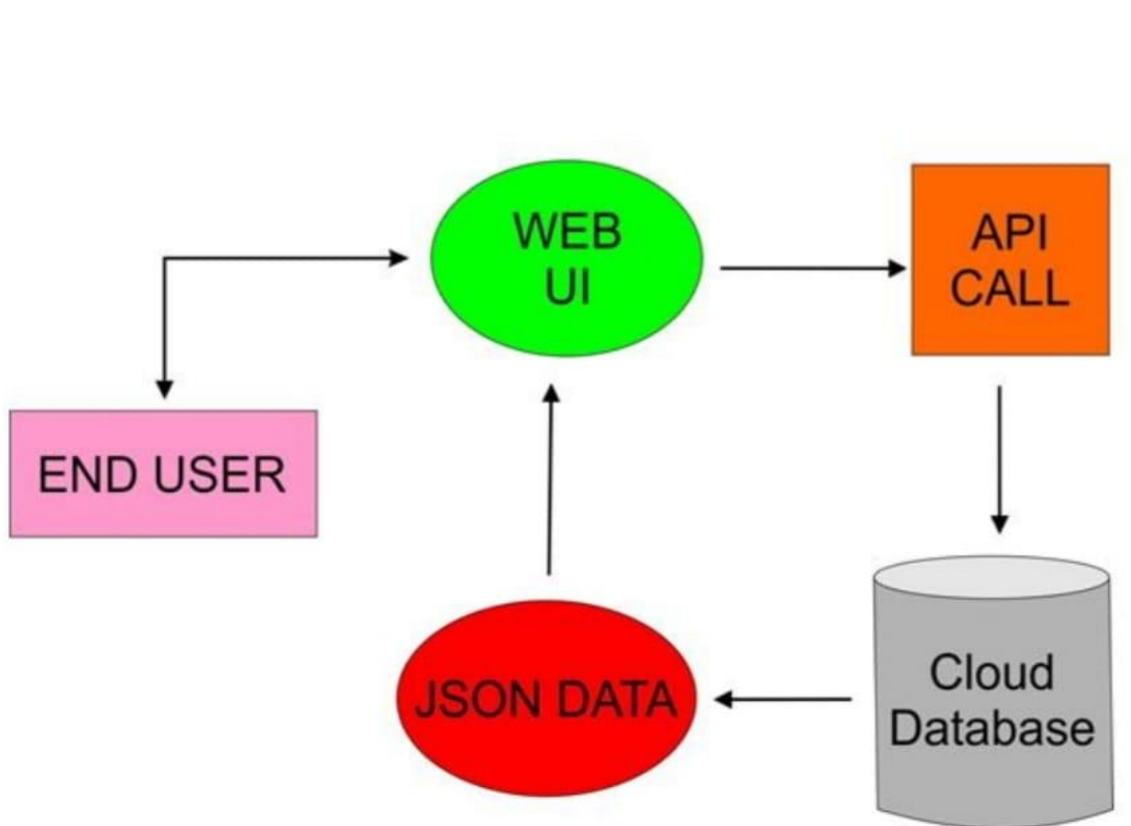 WEB
UI
API
CALL
END USER
JSON DATA
Cloud
Database